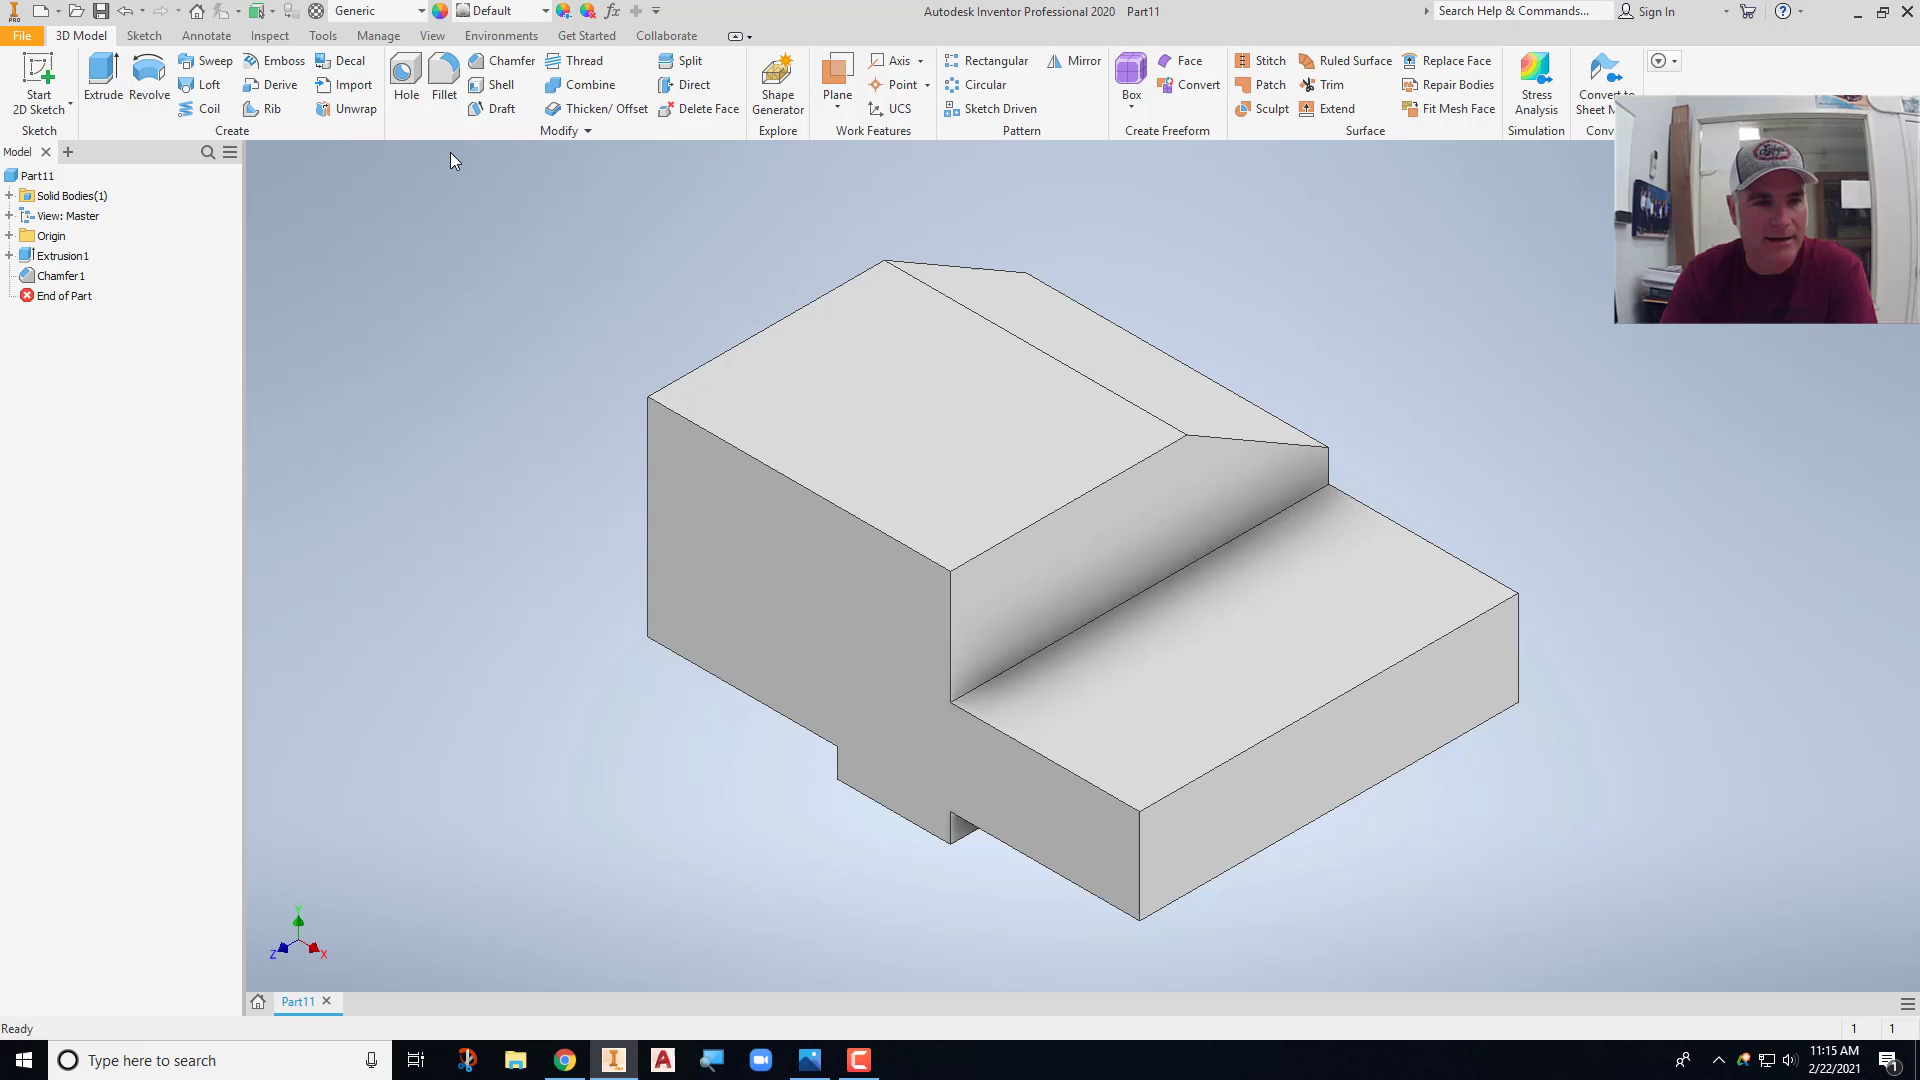 Generic Default Autodesk Inventor Professional 2020 Part11 Search Help & Commands... Sign In
File 3D Model Sketch Annotate Inspect Tools Manage View Environments Get Started Collaborate
Sweep Emboss Decal Chamfer Thread Split Axis Rectangular Mirror Face Stitch Ruled Surface Replace Face
Loft Derive Import Shell Combine Direct Point Circular Convert Patch Trim Repair Bodies
Start 2D Sketch Extrude Revolve Hole Fillet Shape Generator Plane Box Stress Analysis Convert to Sheet
Coil Rib Unwrap Draft Thicken/ Offset Delete Face UCS Sketch Driven Sculpt Extend Fit Mesh Face
Sketch Create Modify Explore Work Features Pattern Create Freeform Surface Simulation
Model
Part11
Solid Bodies(1)
View: Master
Origin
Extrusion1
Chamfer1
End of Part
Y
Z X
Part11
Ready 1 1
Type here to search
11:15 AM
2/22/2021
1